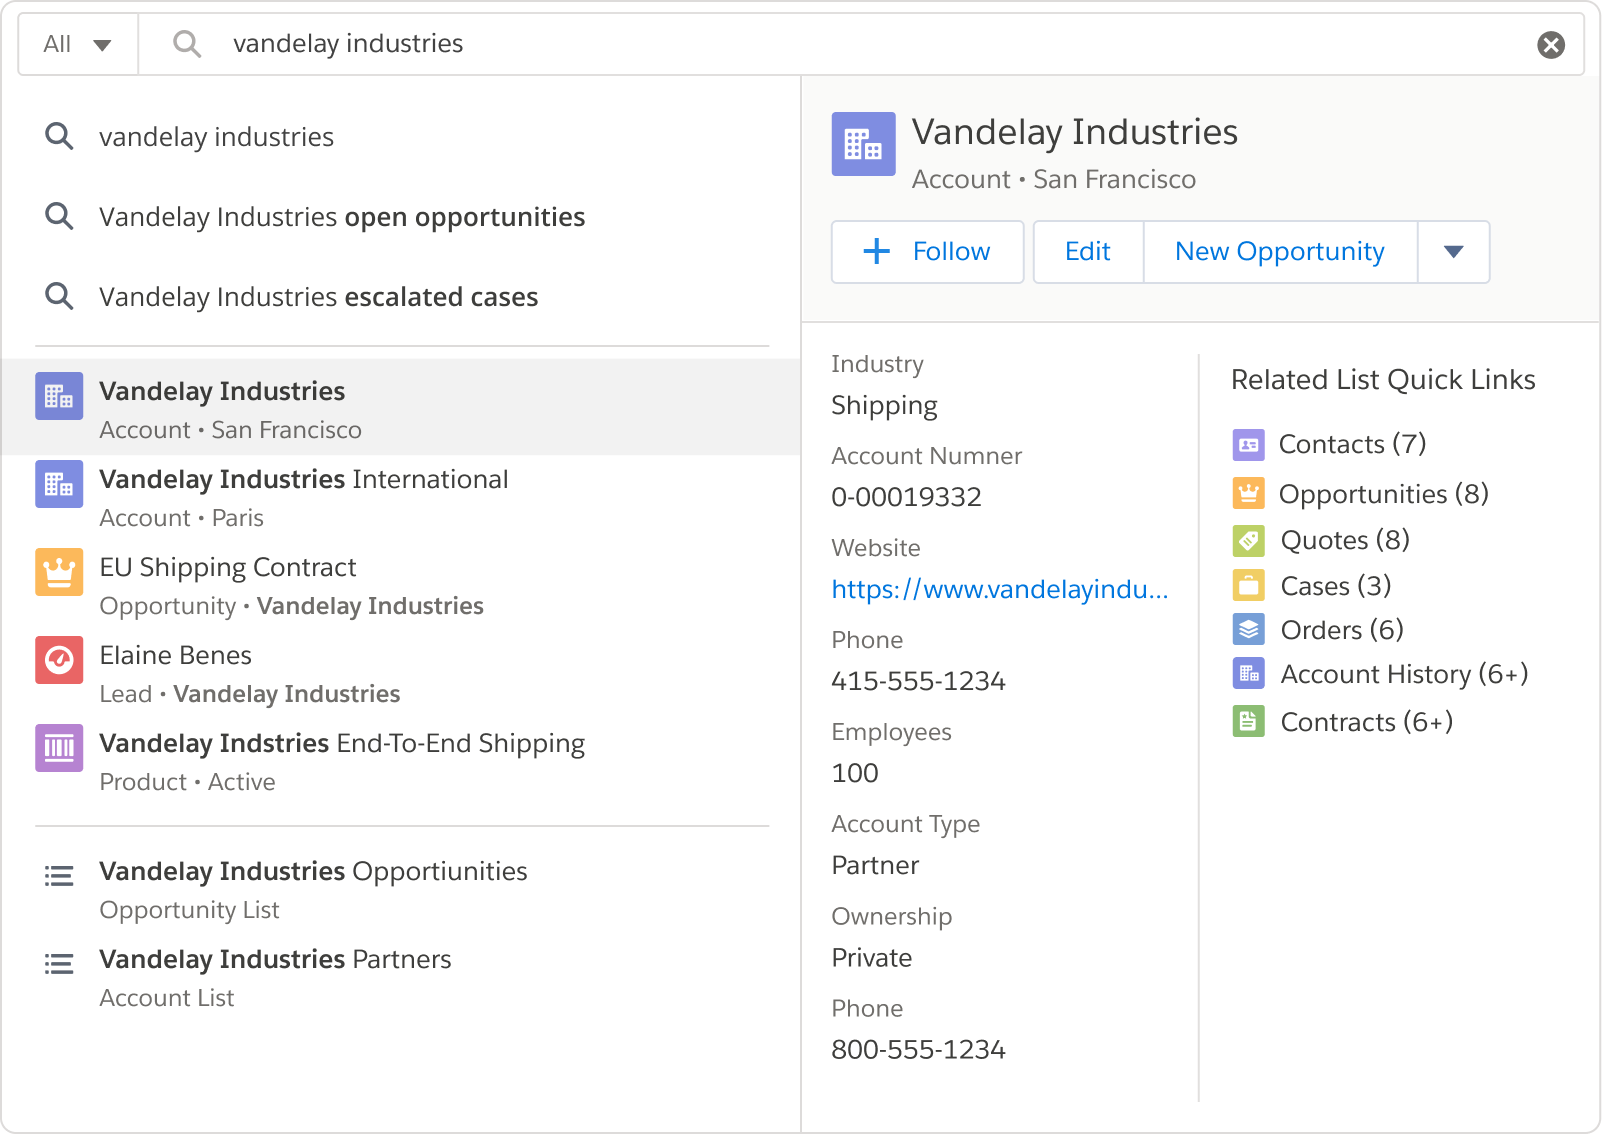 All
vandelay industries
vandelay industries
Vandelay Industries open opportunities
Vandelay Industries escalated cases
Vandelay Industries
Account • San Francisco
Vandelay Industries International
Account • Paris
EU Shipping Contract
Opportunity • Vandelay Industries
Elaine Benes
Lead • Vandelay Industries
Vandelay Indstries End-To-End Shipping
Product • Active
Vandelay Industries Opportiunities
Opportunity List
Vandelay Industries Partners
Account List
Vandelay Industries
Account • San Francisco
Follow
Edit
New Opportunity
Industry
Shipping
Account Numner
0-00019332
Website
https://www.vandelayindu...
Phone
415-555-1234
Employees
100
Account Type
Partner
Ownership
Private
Phone
800-555-1234
Related List Quick Links
Contacts (7)
Opportunities (8)
Quotes (8)
Cases (3)
Orders (6)
Account History (6+)
Contracts (6+)